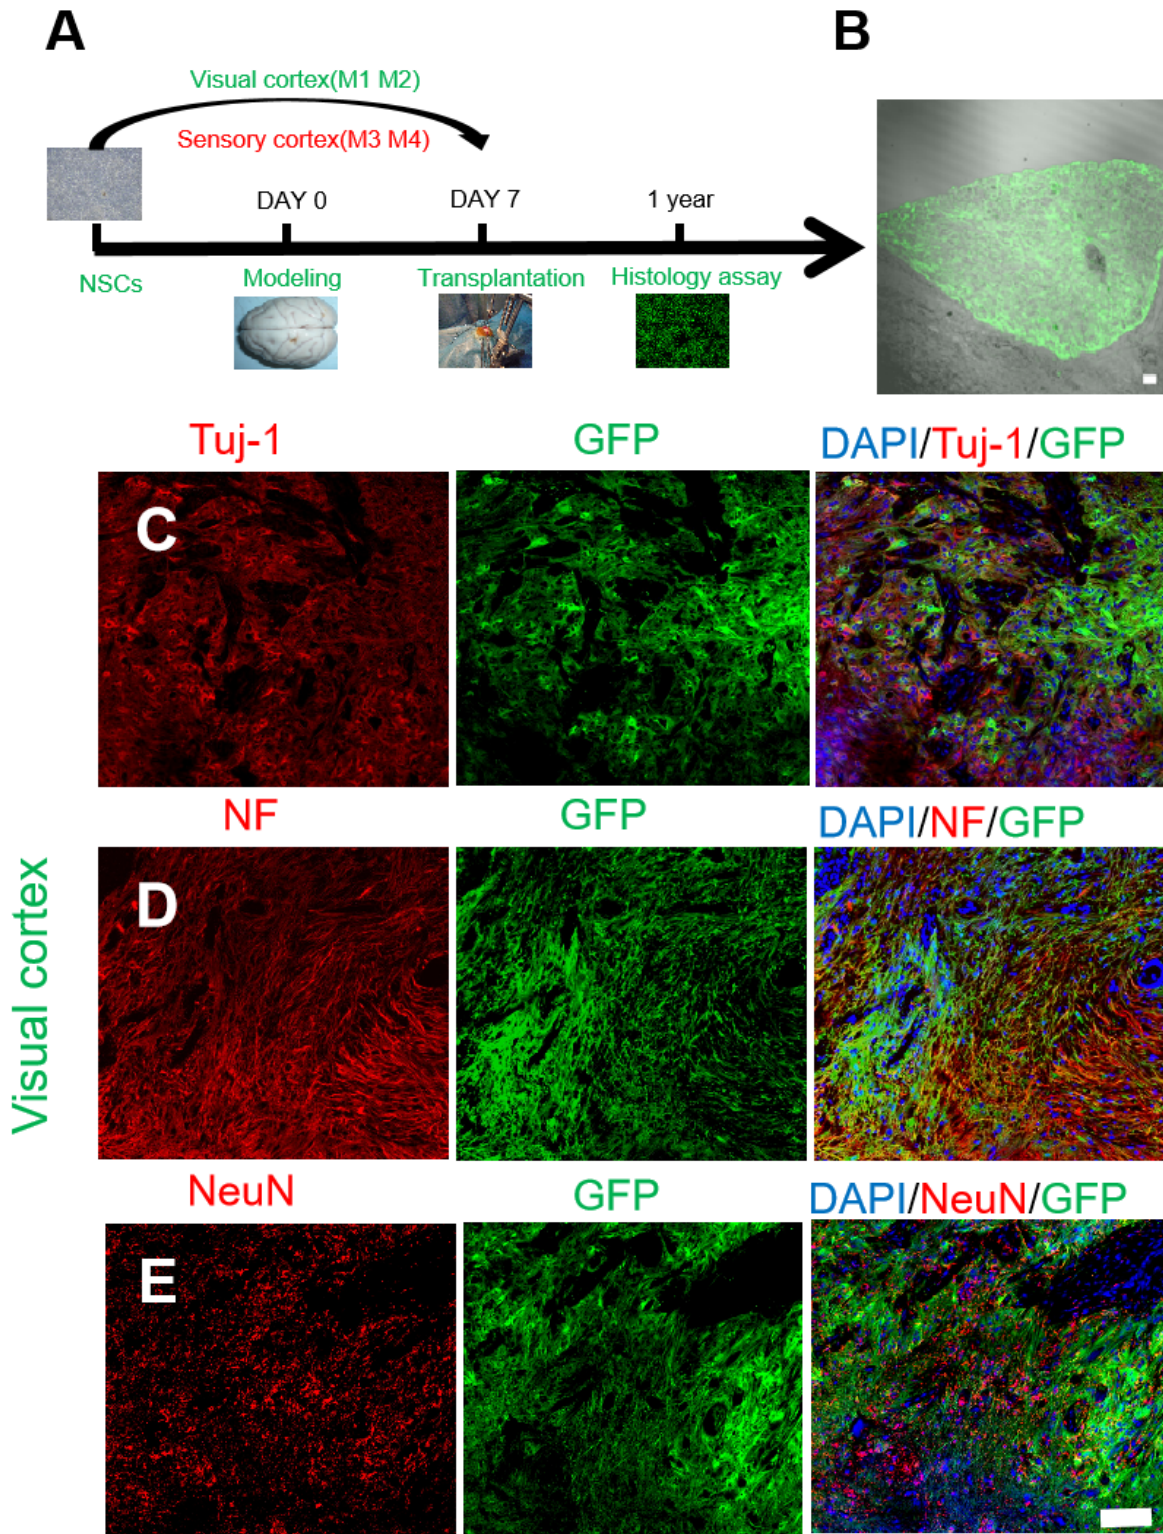 A
B
Visual cortex(M1 M2)
Sensory cortex(M3 M4)
DAY 0
DAY 7
1 year
NSCs
Modeling
Transplantation
Histology assay
Tuj-1
GFP
DAPI/Tuj-1/GFP
C
NF
GFP
DAPI/NF/GFP
D
Visual cortex
NeuN
GFP
DAPI/NeuN/GFP
E